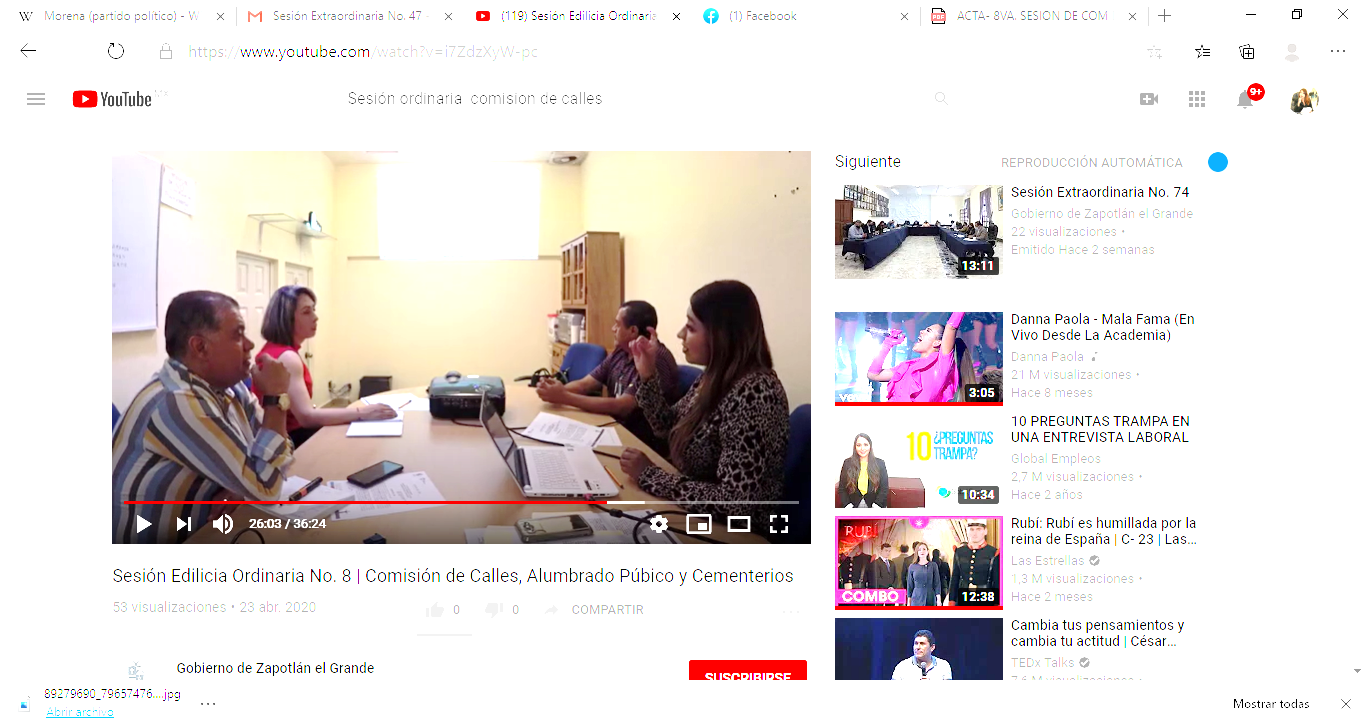 Morena (partido político) - W
Sesión Extraordinaria No. 47 -
(119) Sesión Edilicia Ordinaria
(1) Facebook
ACTA- 8VA. SESION DE COM
https://www.youtube.com/watch?v=i7ZdzXyW-pc
YouTube MX
Sesión ordinaria comision de calles
9+
Siguiente
REPRODUCCIÓN AUTOMÁTICA
Sesión Extraordinaria No. 74
Gobierno de Zapotlán el Grande
22 visualizaciones •
Emitido Hace 2 semanas
13:11
Danna Paola - Mala Fama (En
Vivo Desde La Academia)
Danna Paola
21 M visualizaciones •
Hace 8 meses
3:05
10 PREGUNTAS TRAMPA EN
UNA ENTREVISTA LABORAL
Global Empleos
2,7 M visualizaciones •
Hace 2 años
10 ¿PREGUNTAS
TRAMPA?
10:34
Rubí: Rubí es humillada por la
reina de España | C- 23 | Las...
Las Estrellas
1,3 M visualizaciones •
Hace 2 meses
RUBÍ
COMBO
12:38
Cambia tus pensamientos y
cambia tu actitud | César...
TEDx Talks
7,6 M visualizaciones •
26:03 / 36:24
Sesión Edilicia Ordinaria No. 8 | Comisión de Calles, Alumbrado Púbico y Cementerios
53 visualizaciones • 23 abr. 2020
0
0
COMPARTIR
Gobierno de Zapotlán el Grande
SUSCRIBIRSE
89279690_79657476....jpg
Abrir archivo
Mostrar todas